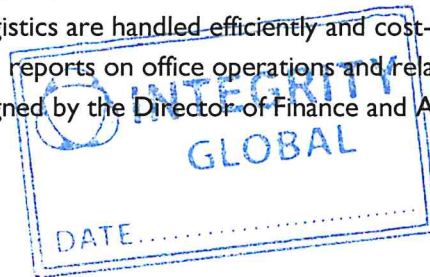 gistics are handled efficiently and cost-
reports on office operations and rela
gned by the Director of Finance and A
INTEGRITY
GLOBAL
DATE....................................